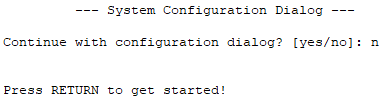 --- System Configuration Dialog ---
Continue with configuration dialog? [yes/no]: n
Press RETURN to get started!